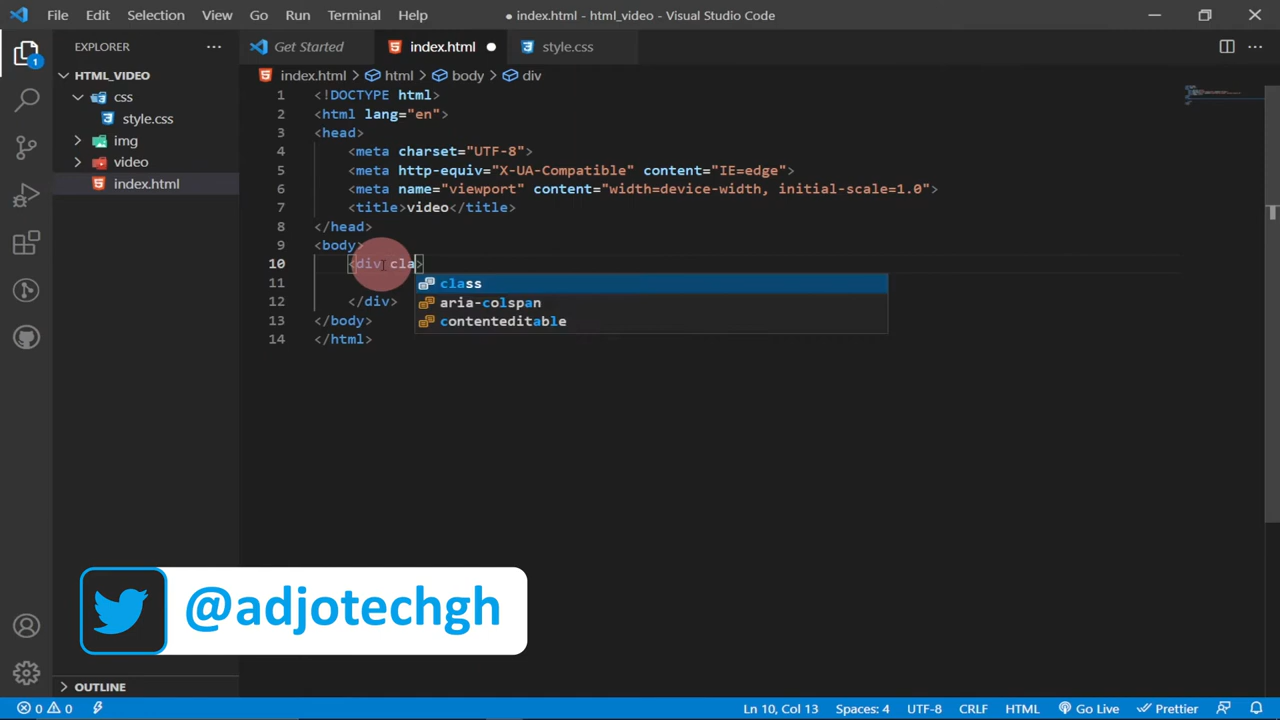 File Edit Selection View Go Run Terminal Help
● index.html - html_video - Visual Studio Code
EXPLORER
Get Started
index.html
style.css
HTML_VIDEO
css
style.css
img
video
index.html
OUTLINE
1
index.html > html > body > div
1 <!DOCTYPE html>
2 <html lang="en">
3 <head>
4 <meta charset="UTF-8">
5 <meta http-equiv="X-UA-Compatible" content="IE=edge">
6 <meta name="viewport" content="width=device-width, initial-scale=1.0">
7 <title>video</title>
8 </head>
9 <body>
10 <div cla>
11
12 </div>
13 </body>
14 </html>
class
aria-colspan
contenteditable
@adjotechgh
0 0 Ln 10, Col 13 Spaces: 4 UTF-8 CRLF HTML Go Live Prettier